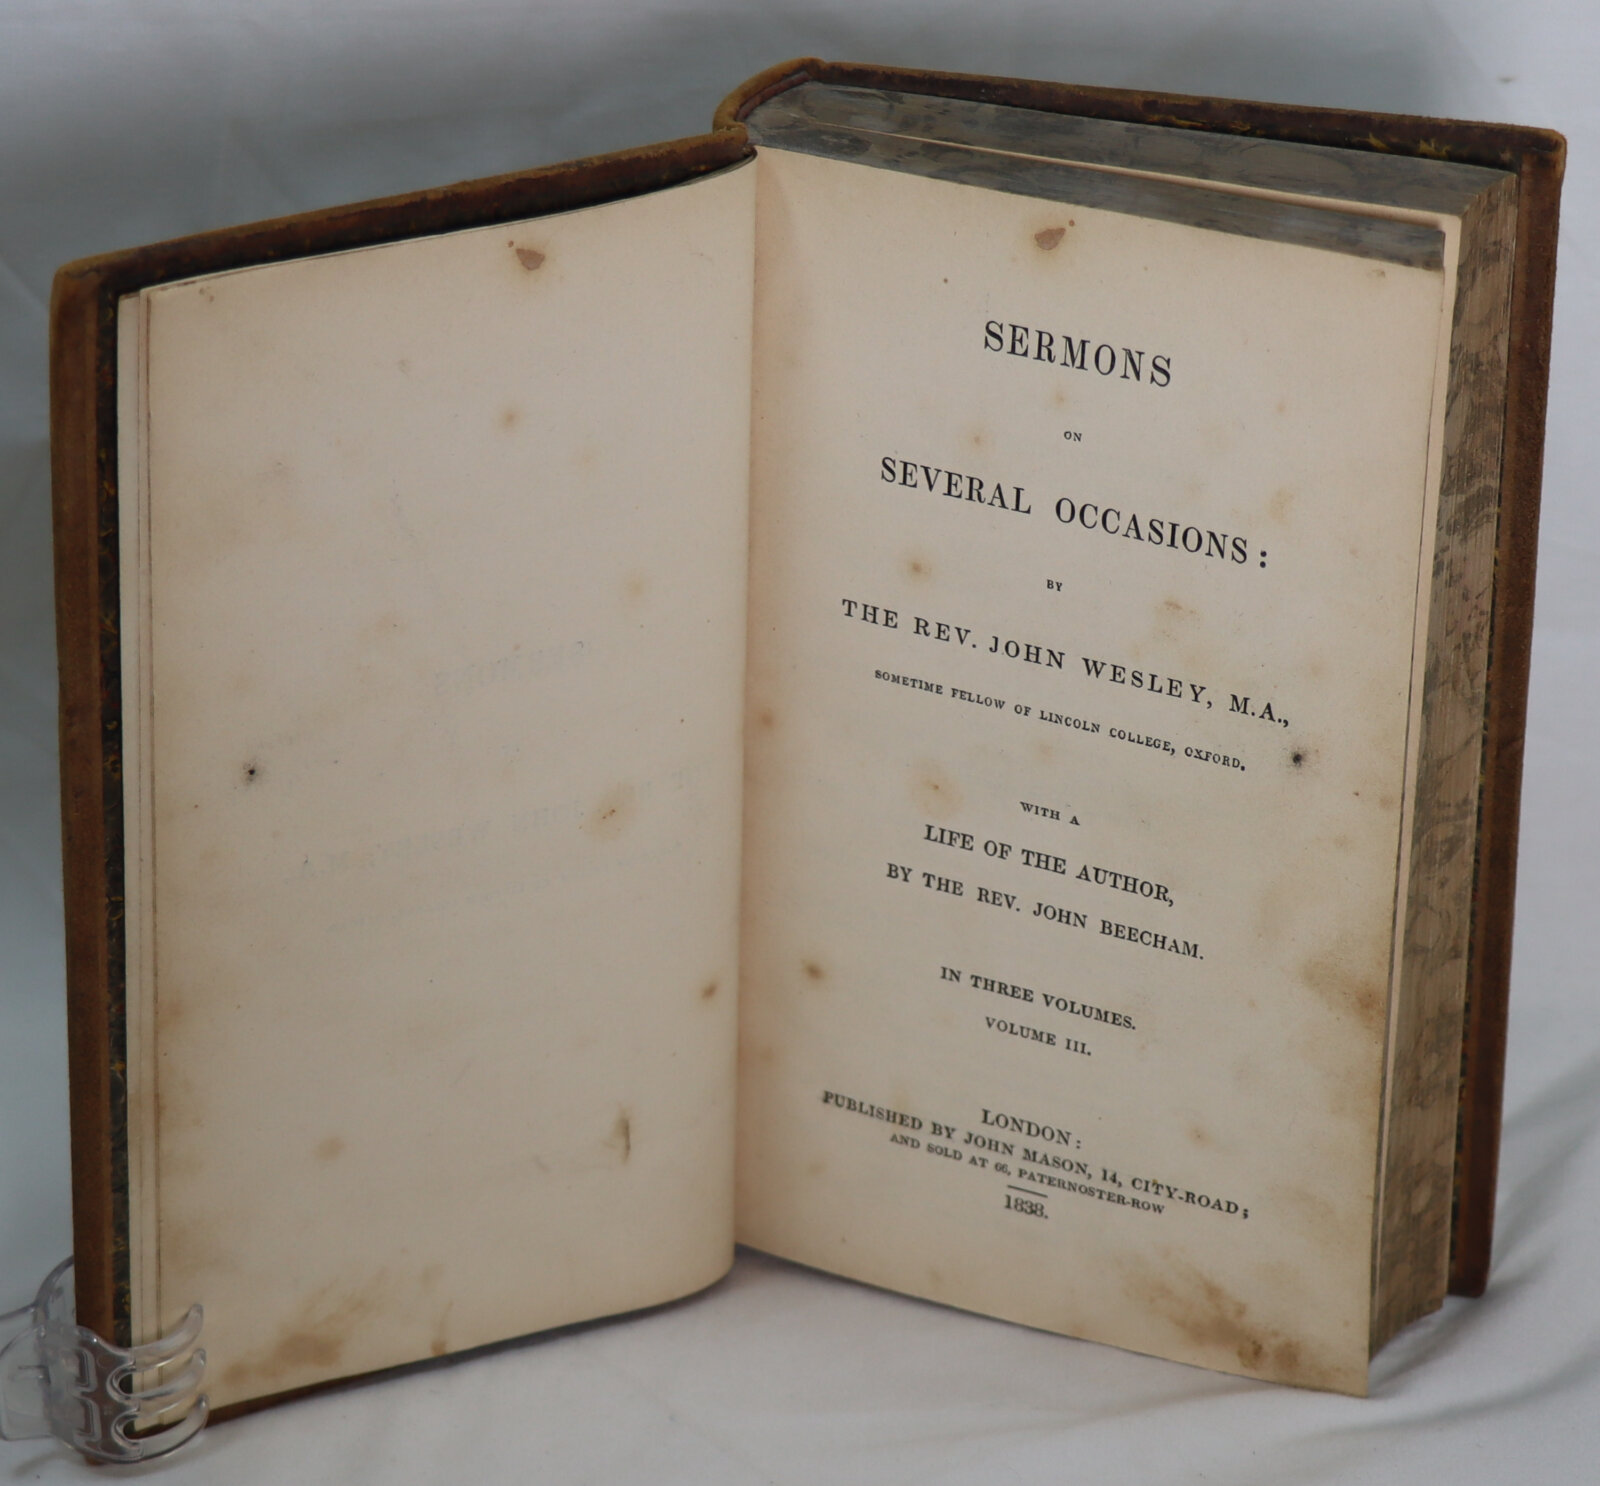 SERMONS
ON
SEVERAL OCCASIONS:
BY
THE REV. JOHN WESLEY, M.A.,
SOMETIME FELLOW OF LINCOLN COLLEGE, OXFORD.
WITH A
LIFE OF THE AUTHOR,
BY THE REV. JOHN BEECHAM.
IN THREE VOLUMES.
VOLUME III.
LONDON:
PUBLISHED BY JOHN MASON, 14, CITY-ROAD;
AND SOLD AT 66, PATERNOSTER-ROW
1838.